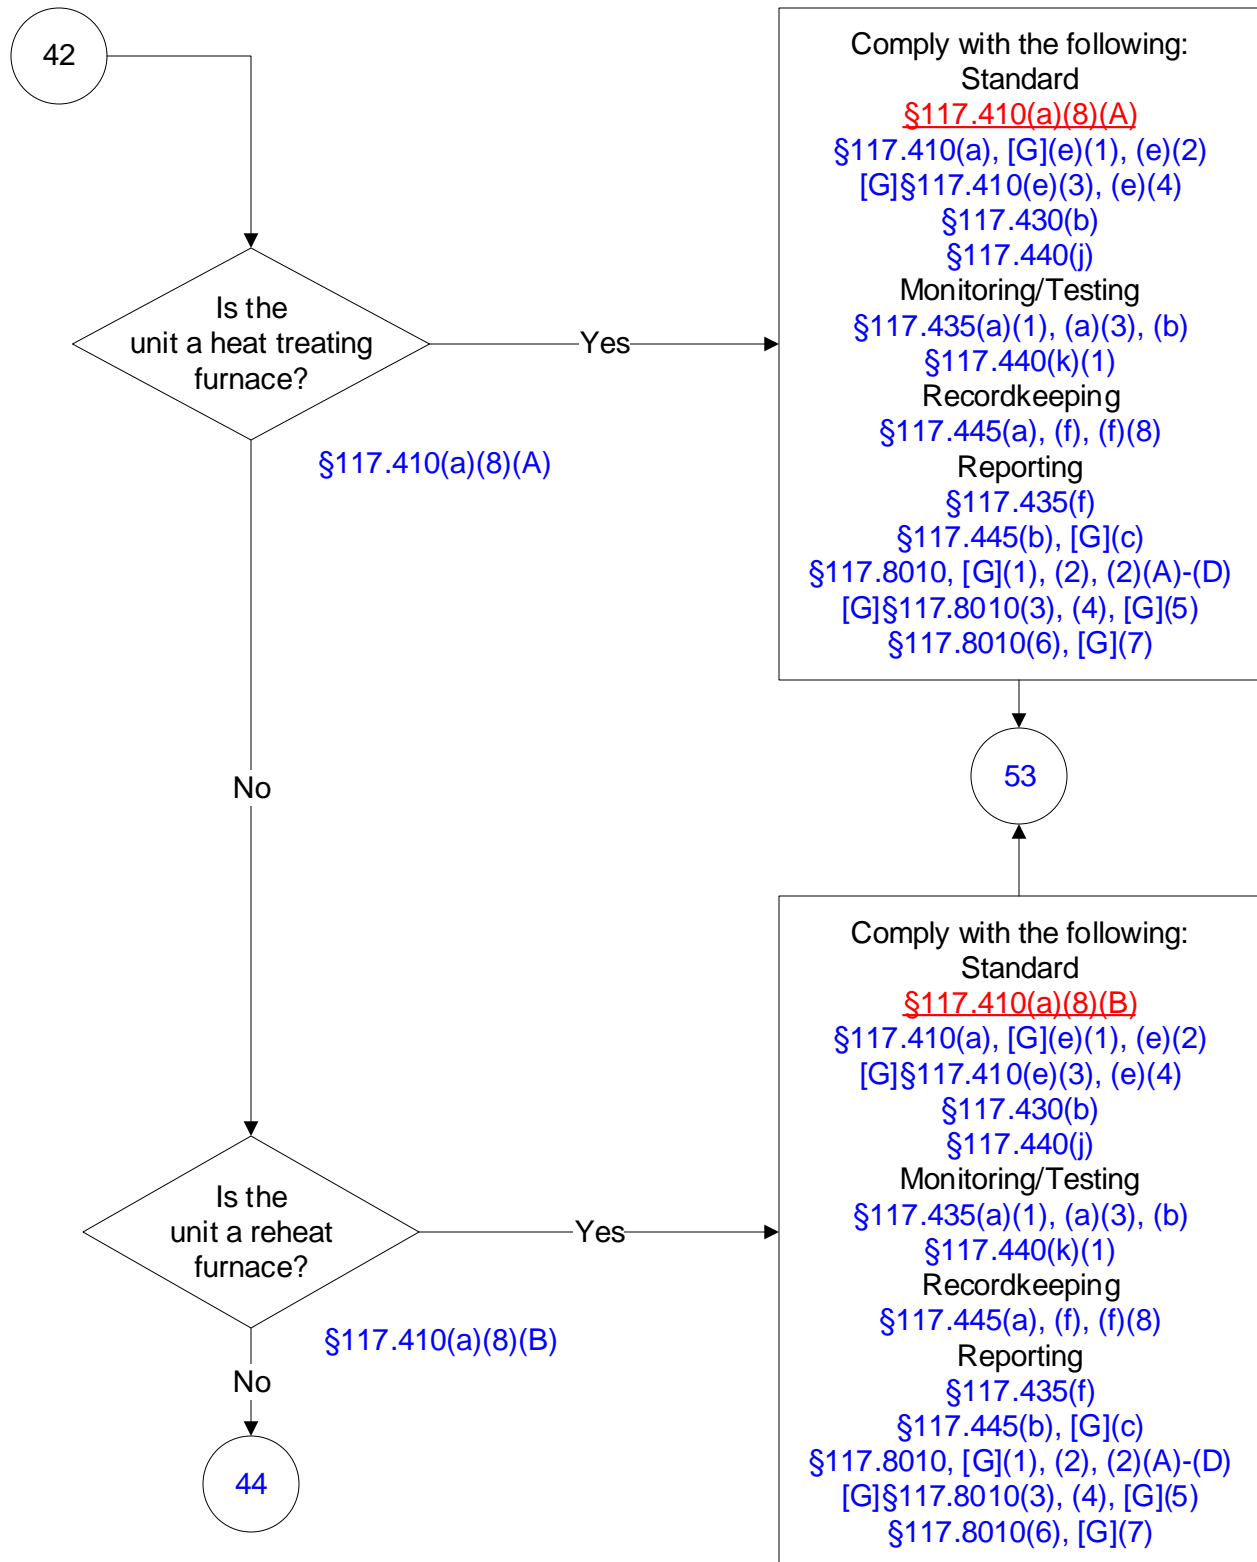 42
Is the
unit a heat treating
furnace?
Yes
§117.410(a)(8)(A)
Comply with the following:
Standard
§117.410(a)(8)(A)
§117.410(a), [G](e)(1), (e)(2)
[G]§117.410(e)(3), (e)(4)
§117.430(b)
§117.440(j)
Monitoring/Testing
§117.435(a)(1), (a)(3), (b)
§117.440(k)(1)
Recordkeeping
§117.445(a), (f), (f)(8)
Reporting
§117.435(f)
§117.445(b), [G](c)
§117.8010, [G](1), (2), (2)(A)-(D)
[G]§117.8010(3), (4), [G](5)
§117.8010(6), [G](7)
53
No
Is the
unit a reheat
furnace?
Yes
§117.410(a)(8)(B)
Comply with the following:
Standard
§117.410(a)(8)(B)
§117.410(a), [G](e)(1), (e)(2)
[G]§117.410(e)(3), (e)(4)
§117.430(b)
§117.440(j)
Monitoring/Testing
§117.435(a)(1), (a)(3), (b)
§117.440(k)(1)
Recordkeeping
§117.445(a), (f), (f)(8)
Reporting
§117.435(f)
§117.445(b), [G](c)
§117.8010, [G](1), (2), (2)(A)-(D)
[G]§117.8010(3), (4), [G](5)
§117.8010(6), [G](7)
No
44